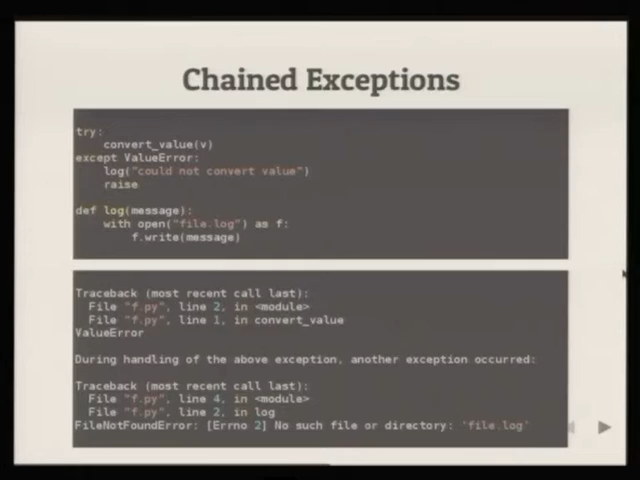 Chained Exceptions
try:
    convert_value(v)
except ValueError:
    log("could not convert value")
    raise
def log(message):
    with open("file.log") as f:
        f.write(message)
Traceback (most recent call last):
  File "f.py", line 2, in <module>
  File "f.py", line 1, in convert_value
ValueError
During handling of the above exception, another exception occurred:
Traceback (most recent call last):
  File "f.py", line 4, in <module>
  File "f.py", line 2, in log
FileNotFoundError: [Errno 2] No such file or directory: 'file.log'